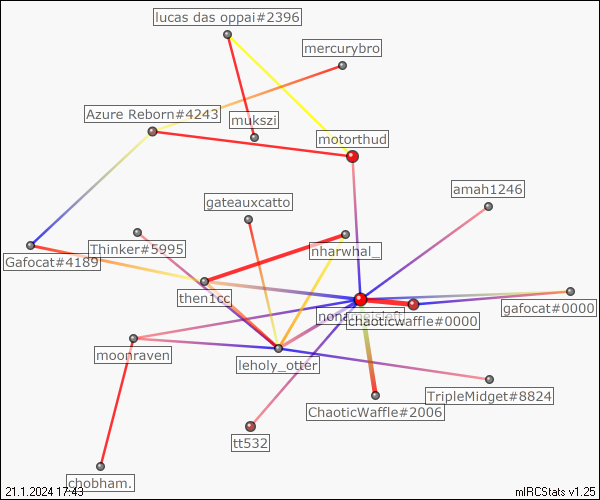 lucas das oppai#2396
mercurybro
Azure Reborn#4243
mukszi
motorthud
amah1246
gateauxcatto
Thinker#5995
nharwhal_
Gafocat#4189
then1cc
gafocat#0000
chaoticwaffle#0000
moonraven
leholy_otter
TripleMidget#8824
ChaoticWaffle#2006
tt532
chobham.
21.1.2024 17:43
mIRCStats v1.25